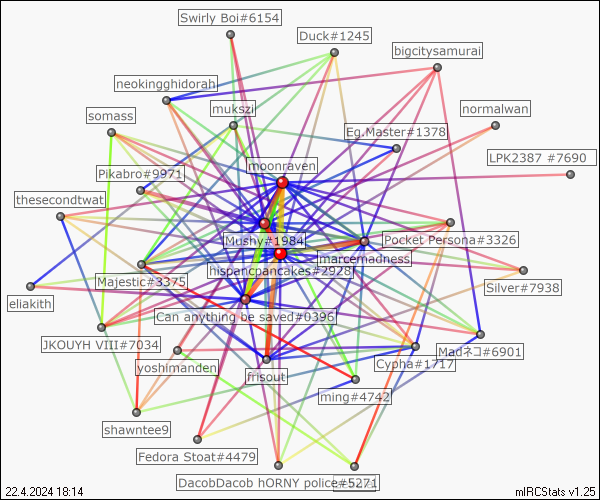 Swirly Boi#6154
Duck#1245
bigcitysamurai
neokingghidorah
mukszi
normalwan
somass
Eg.Master#1378
LPK2387 #7690
moonraven
Pikabro#9971
thesecondtwat
Mushy#1984
Pocket Persona#3326
marcemadness
hispancpancakes#2928
Majestic#3375
Silver#7938
eliakith
Can anything be saved#0396
JKOUYH VIII#7034
Madネコ#6901
yoshimanden
Cypha#1717
frisout
ming#4742
shawntee9
Fedora Stoat#4479
DacobDacob hORNY police#5271
22.4.2024 18:14
mIRCStats v1.25